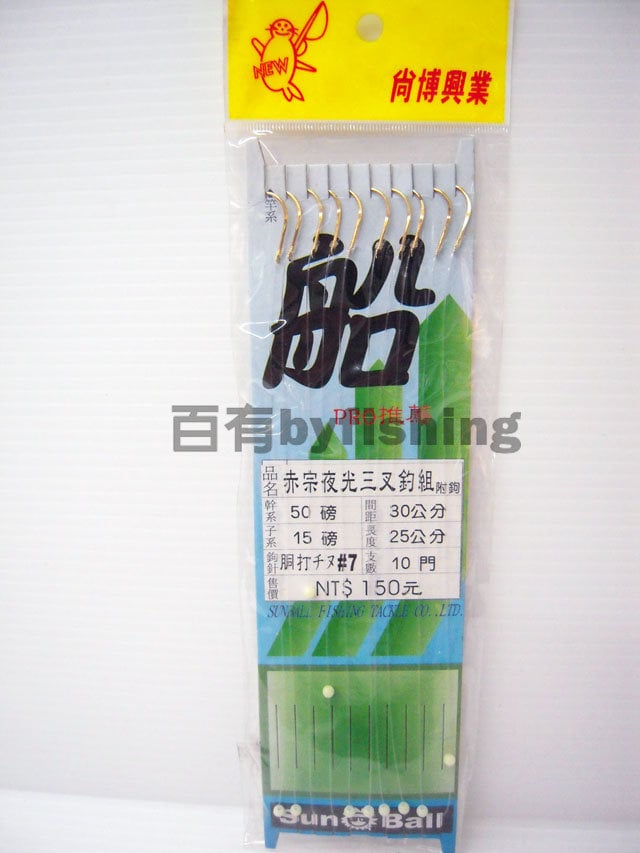 NEW
尚博興業
竿系
船
PRO推薦
百有byfishing
品名 赤宗夜光三叉釣組附鉤
幹系 50 磅 間距 30公分
子系 15 磅 長度 25公分
鉤針 胴打チヌ#7 支數 10 門
售價 NT$ 150元
SUNBALL FISHING TACKLE CO.,LTD.
Sun Ball